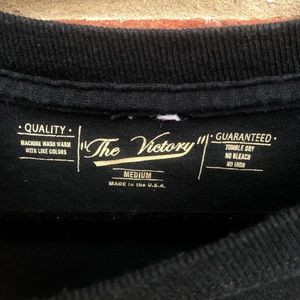 · QUALITY ·
MACHINE WASH WARM
WITH LIKE COLORS
"The Victory"
MEDIUM
MADE IN THE U.S.A.
· GUARANTEED ·
TUMBLE DRY
NO BLEACH
NO IRON